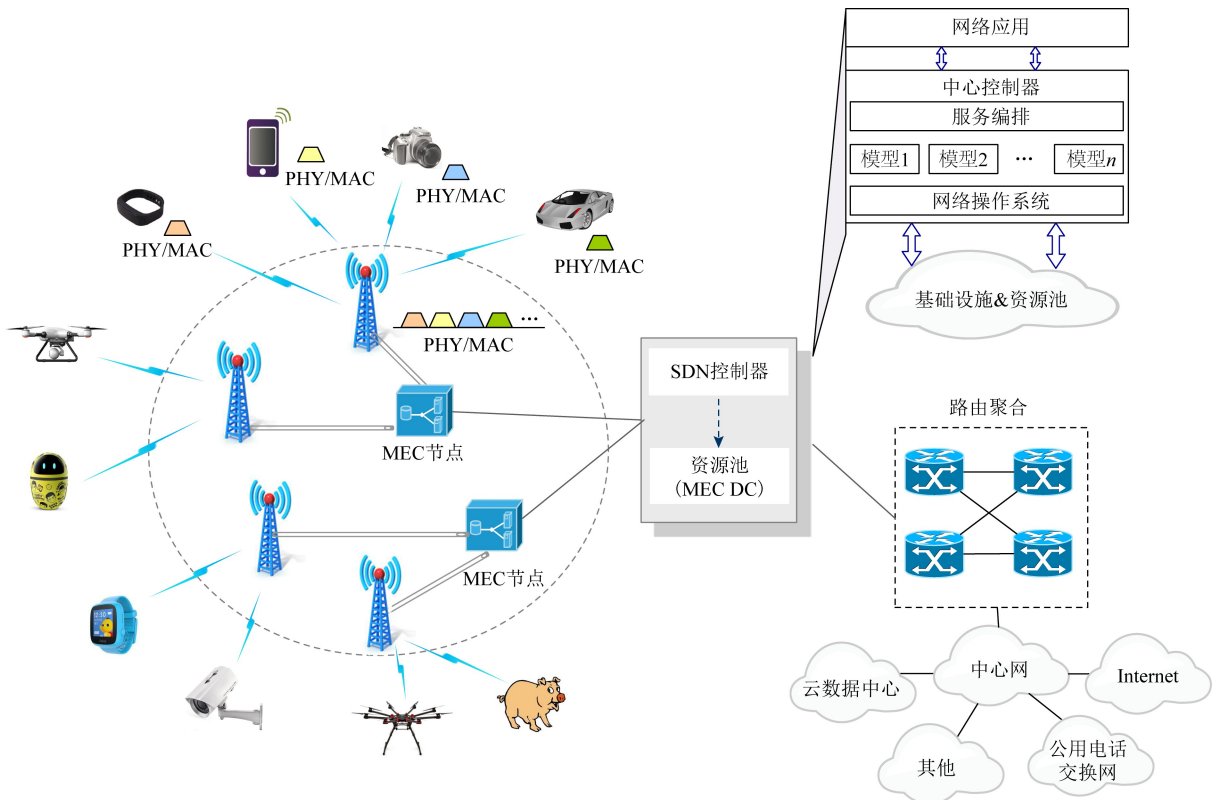 网络应用
中心控制器
服务编排
模型1 模型2 ··· 模型n
网络操作系统
基础设施&资源池
PHY/MAC
PHY/MAC
PHY/MAC
PHY/MAC
···
PHY/MAC
MEC节点
MEC节点
SDN控制器
资源池
（MEC DC）
路由聚合
中心网
云数据中心
Internet
其他
公用电话
交换网